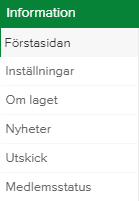 Information
Förstasidan
Inställningar
Om laget
Nyheter
Utskick
Medlemsstatus